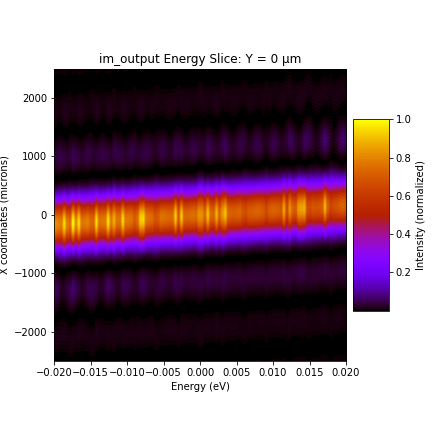 im_output Energy Slice: Y = 0 μm
X coordinates (microns)
2000
1000
0
−1000
−2000
−0.020−0.015−0.010−0.005 0.000 0.005 0.010 0.015 0.020
Energy (eV)
1.0
0.8
0.6
0.4
0.2
Intensity (normalized)